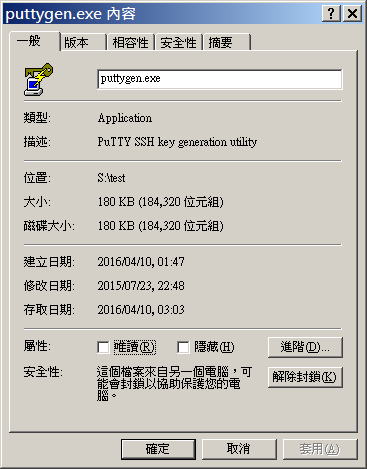 puttygen.exe 內容
一般 版本 相容性 安全性 摘要
puttygen.exe
類型: Application
描述: PuTTY SSH key generation utility
位置: S:\test
大小: 180 KB (184,320 位元組)
磁碟大小: 180 KB (184,320 位元組)
建立日期: 2016/04/10, 01:47
修改日期: 2015/07/23, 22:48
存取日期: 2016/04/10, 03:03
屬性: 唯讀(R) 隱藏(H) 進階(D)...
安全性: 這個檔案來自另一個電腦，可
能會封鎖以協助保護您的電
腦。
解除封鎖(K)
確定 取消 套用(A)